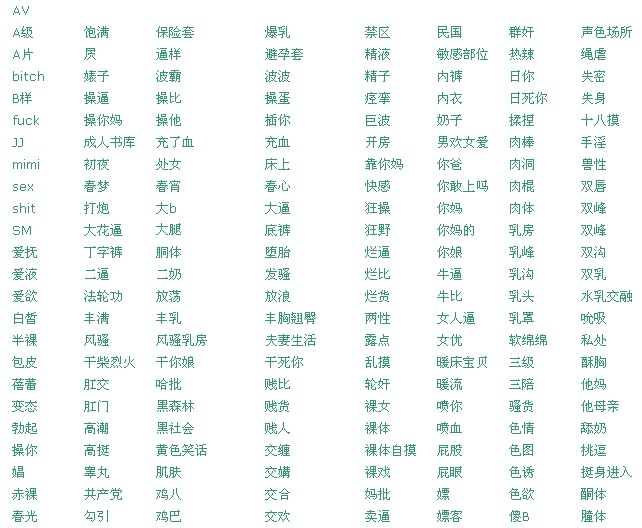 AV
A级 饱满 保险套 爆乳 禁区 民国 群奸 声色场所
A片 屄 逼样 避孕套 精液 敏感部位 热辣 绳虐
bitch 婊子 波霸 波波 精子 内裤 日你 失密
B样 操逼 操比 操蛋 痉挛 内衣 日死你 失身
fuck 操你妈 操他 插你 巨波 奶子 揉捏 十八摸
JJ 成人书库 充了血 充血 开房 男欢女爱 肉棒 手淫
mimi 初夜 处女 床上 靠你妈 你爸 肉洞 兽性
sex 春梦 春宵 春心 快感 你敢上吗 肉棍 双唇
shit 打炮 大b 大逼 狂操 你妈 肉体 双峰
SM 大花逼 大腿 底裤 狂野 你妈的 乳房 双峰
爱抚 丁字裤 胴体 堕胎 烂逼 你娘 乳峰 双沟
爱液 二逼 二奶 发骚 烂比 牛逼 乳沟 双乳
爱欲 法轮功 放荡 放浪 烂货 牛比 乳头 水乳交融
白皙 丰满 丰乳 丰胸翘臀 两性 女人逼 乳罩 吮吸
半裸 风骚 风骚乳房 夫妻生活 露点 女优 软绵绵 私处
包皮 干柴烈火 干你娘 干死你 乱摸 暖床宝贝 三级 酥胸
蓓蕾 肛交 哈批 贱比 轮奸 暖流 三陪 他妈
变态 肛门 黑森林 贱货 裸女 喷你 骚货 他母亲
勃起 高潮 黑社会 贱人 裸体 喷血 色情 舔奶
操你 高挺 黄色笑话 交缠 裸体自摸 屁股 色图 挑逗
娼 睾丸 肌肤 交媾 裸戏 屁眼 色诱 挺身进入
赤裸 共产党 鸡八 交合 妈批 嫖 色欲 酮体
春光 勾引 鸡巴 交欢 卖逼 嫖客 傻B